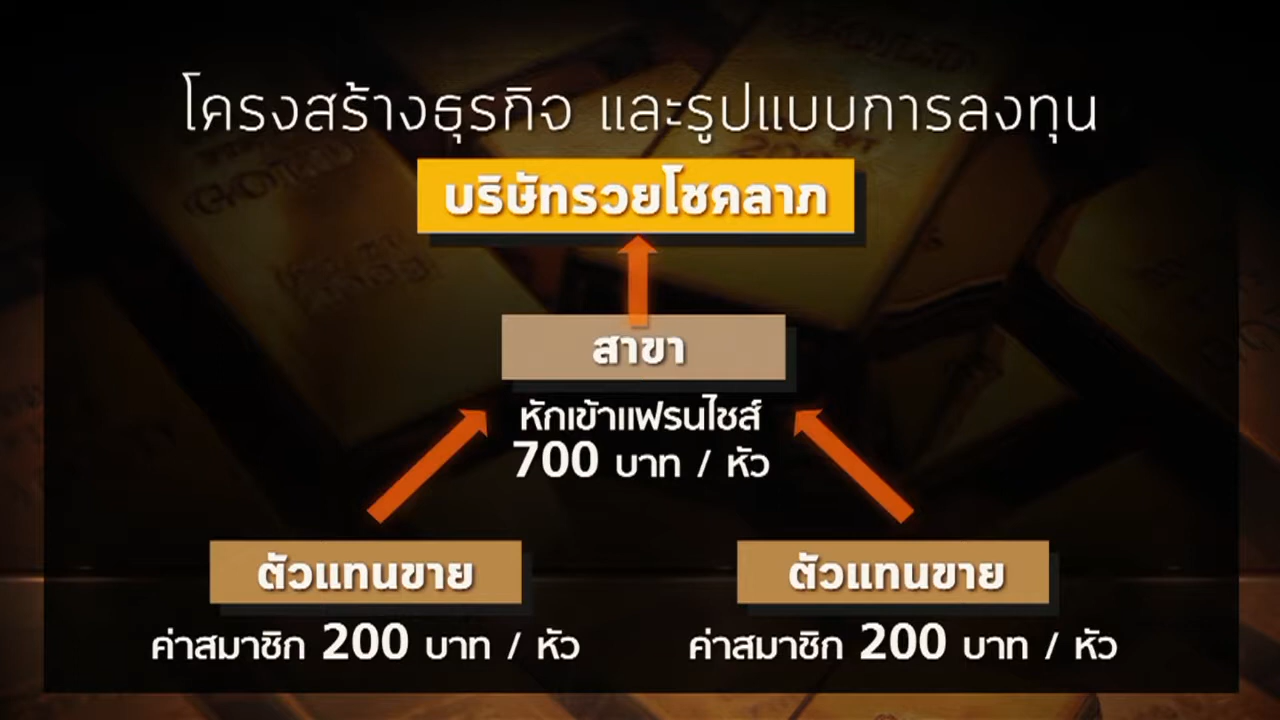 โครงสร้างธุรกิจ และรูปแบบการลงทุน
บริษัทรวยโชคลาภ
สาขา
หักเข้าแฟรนไชส์
700 บาท / หัว
ตัวแทนขาย
ค่าสมาชิก 200 บาท / หัว
ตัวแทนขาย
ค่าสมาชิก 200 บาท / หัว